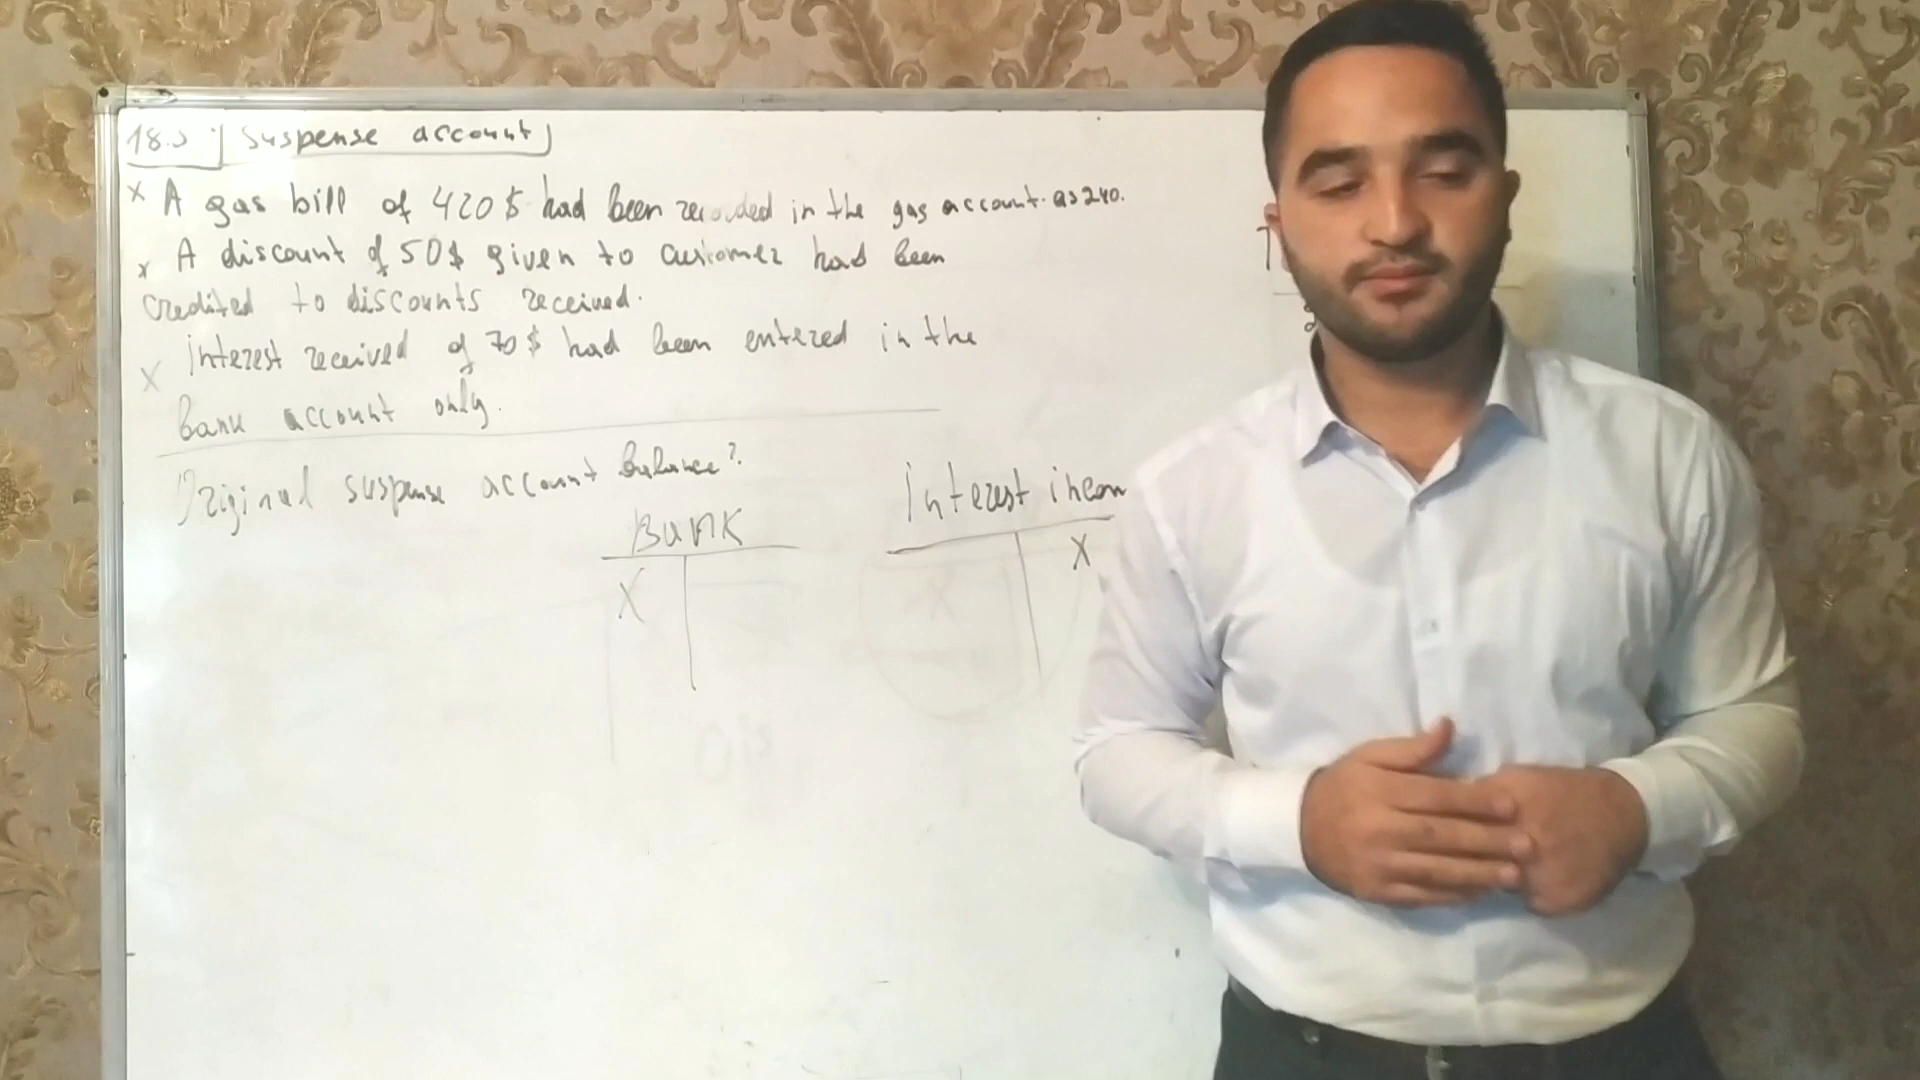 18.5 Suspense account
x A gas bill of 420$ had been recorded in the gas account as 240.
x A discount of 50$ given to customer had been
credited to discounts received.
x Interest received of 70$ had been entered in the
Bank account only.
Original suspense account balance?
Bank
Interest incom
X
X